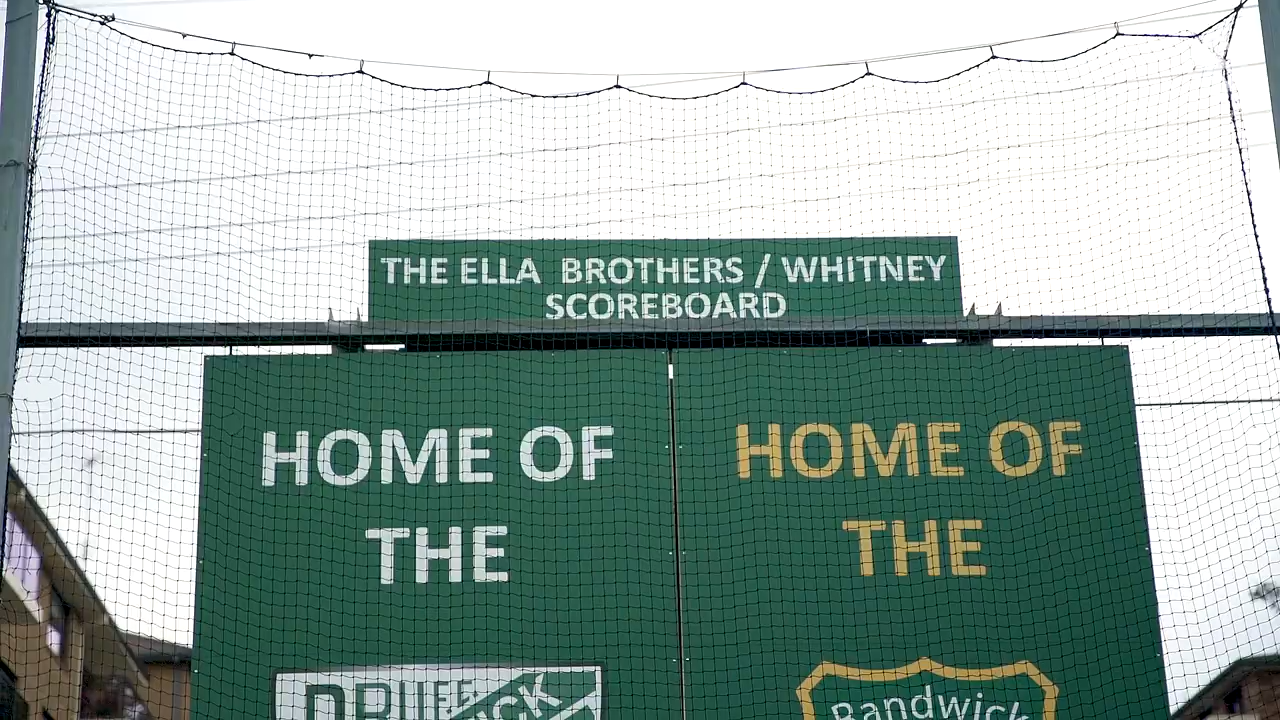 THE ELLA BROTHERS / WHITNEY
SCOREBOARD
HOME OF
THE
HOME OF
THE
Randwick